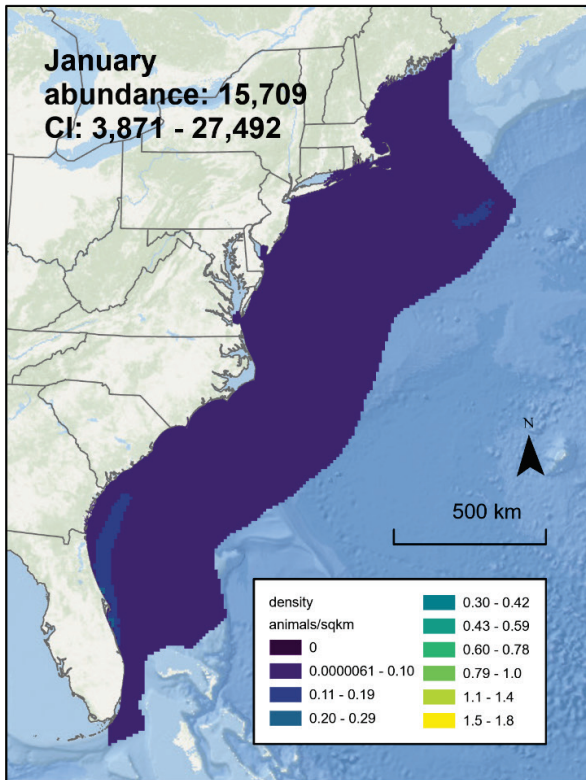 January
abundance: 15,709
CI: 3,871 - 27,492
N
500 km
density
animals/sqkm
0
0.0000061 - 0.10
0.11 - 0.19
0.20 - 0.29
0.30 - 0.42
0.43 - 0.59
0.60 - 0.78
0.79 - 1.0
1.1 - 1.4
1.5 - 1.8